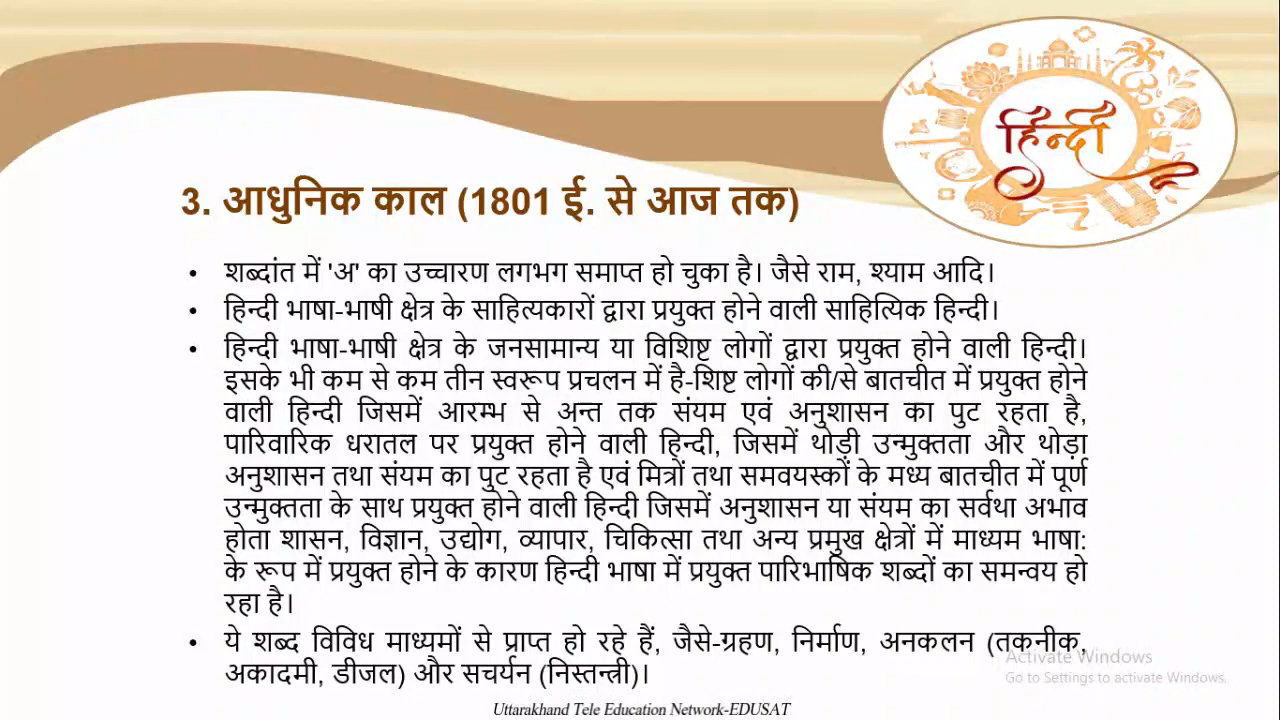 हिन्दी
3. आधुनिक काल (1801 ई. से आज तक)
• शब्दांत में 'अ' का उच्चारण लगभग समाप्त हो चुका है। जैसे राम, श्याम आदि।
• हिन्दी भाषा-भाषी क्षेत्र के साहित्यकारों द्वारा प्रयुक्त होने वाली साहित्यिक हिन्दी।
• हिन्दी भाषा-भाषी क्षेत्र के जनसामान्य या विशिष्ट लोगों द्वारा प्रयुक्त होने वाली हिन्दी।
इसके भी कम से कम तीन स्वरूप प्रचलन में है-शिष्ट लोगों की/से बातचीत में प्रयुक्त होने
वाली हिन्दी जिसमें आरम्भ से अन्त तक संयम एवं अनुशासन का पुट रहता है,
पारिवारिक धरातल पर प्रयुक्त होने वाली हिन्दी, जिसमें थोड़ी उन्मुक्तता और थोड़ा
अनुशासन तथा संयम का पुट रहता है एवं मित्रों तथा समवयस्कों के मध्य बातचीत में पूर्ण
उन्मुक्तता के साथ प्रयुक्त होने वाली हिन्दी जिसमें अनुशासन या संयम का सर्वथा अभाव
होता शासन, विज्ञान, उद्योग, व्यापार, चिकित्सा तथा अन्य प्रमुख क्षेत्रों में माध्यम भाषा:
के रूप में प्रयुक्त होने के कारण हिन्दी भाषा में प्रयुक्त पारिभाषिक शब्दों का समन्वय हो
रहा है।
• ये शब्द विविध माध्यमों से प्राप्त हो रहे हैं, जैसे-ग्रहण, निर्माण, अनकलन (तकनीक,
अकादमी, डीजल) और सचर्यन (निस्तन्त्री)।
Activate Windows
Go to Settings to activate Windows.
Uttarakhand Tele Education Network-EDUSAT